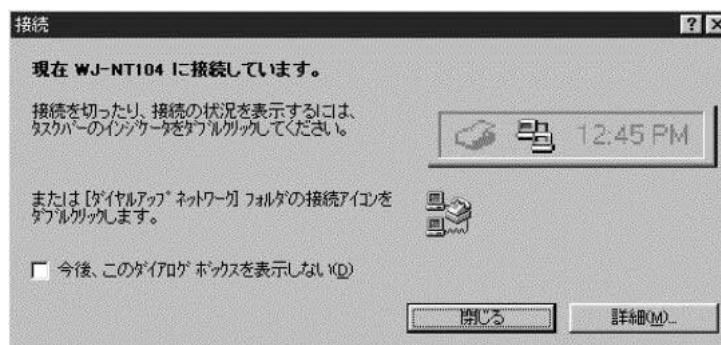 接続
現在 WJ-NT104 に接続しています。
接続を切ったり、接続の状況を表示するには、
ﾀｽｸﾊﾞｰのｲﾝｼﾞｹｰﾀをﾀﾞﾌﾞﾙｸﾘｯｸしてください。
12:45 PM
または [ﾀﾞｲﾔﾙｱｯﾌﾟ ﾈｯﾄﾜｰｸ] ﾌｫﾙﾀﾞの接続ｱｲｺﾝを
ﾀﾞﾌﾞﾙｸﾘｯｸします。
今後、このﾀﾞｲｱﾛｸﾞ ﾎﾞｯｸｽを表示しない(D)
閉じる
詳細(M)...